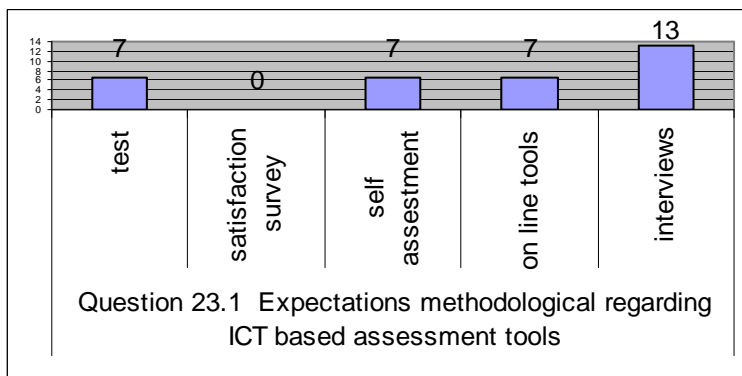 14
12
10
8
6
4
2
0
7
0
7
7
13
test
satisfaction
survey
self
assestment
on line tools
interviews
Question 23.1 Expectations methodological regarding
ICT based assessment tools